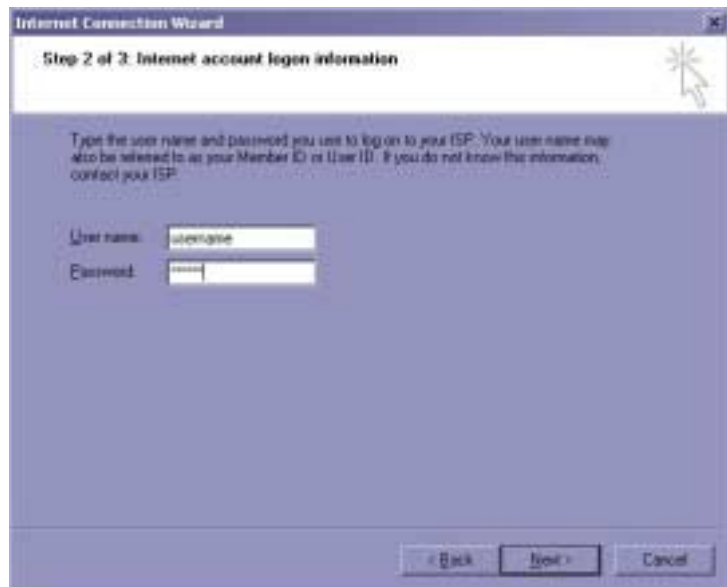 Internet Connection Wizard
Step 2 of 3: Internet account logon information
Type the user name and password you use to log on to your ISP. Your user name may
also be referred to as your Member ID or User ID. If you do not know this information,
contact your ISP.
User name: username
Password: ******
< Back Next > Cancel